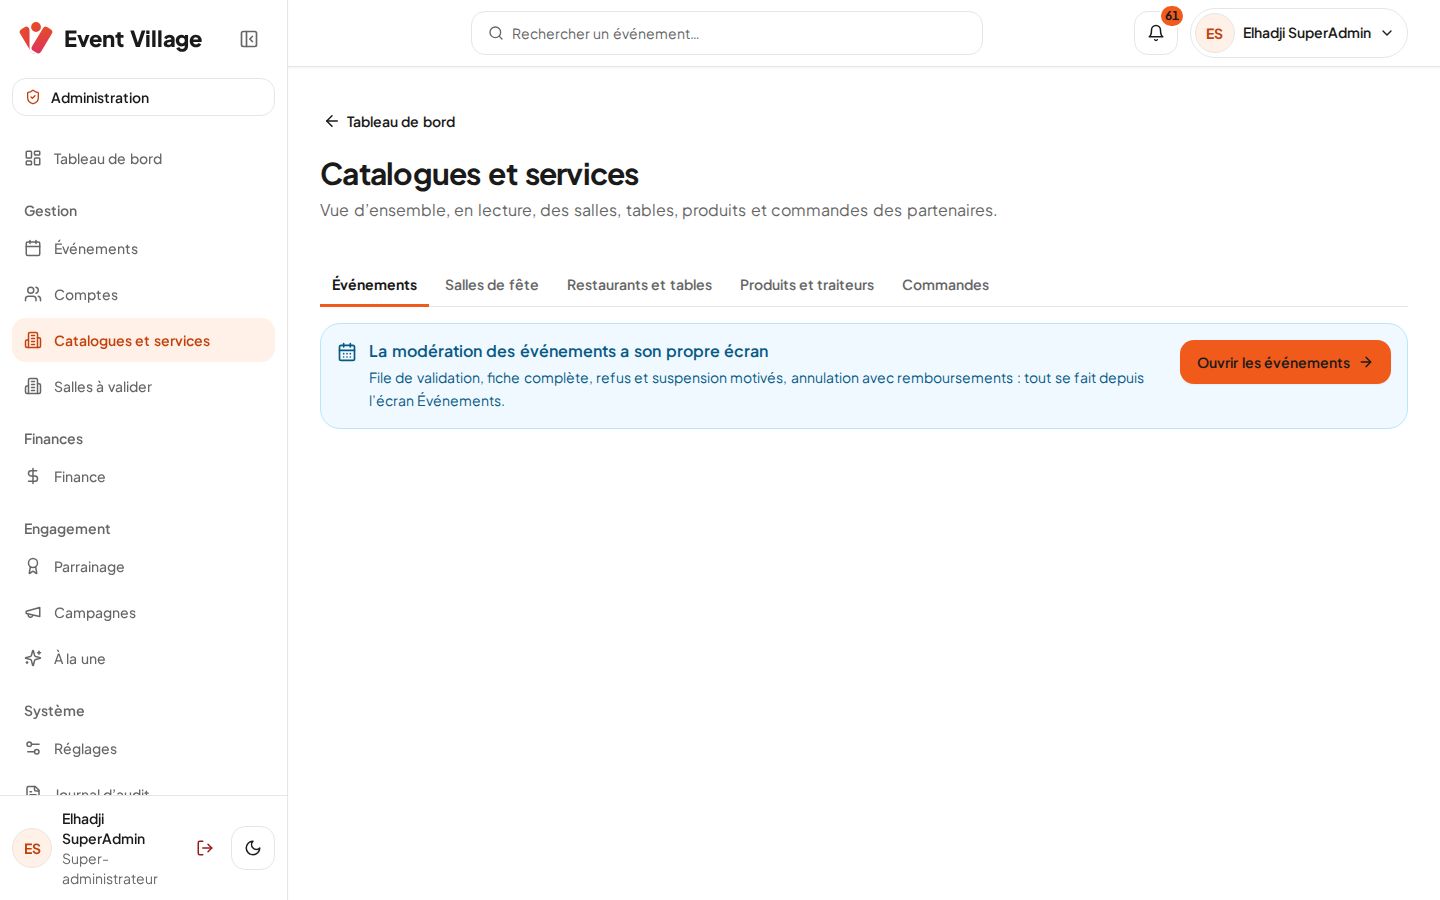 Event Village
Rechercher un événement...
61
ES
Elhadji SuperAdmin
Administration
Tableau de bord
Gestion
Événements
Comptes
Catalogues et services
Salles à valider
Finances
Finance
Engagement
Parrainage
Campagnes
À la une
Système
Réglages
Journal d'audit
ES
Elhadji
SuperAdmin
Super-
administrateur
Tableau de bord
Catalogues et services
Vue d'ensemble, en lecture, des salles, tables, produits et commandes des partenaires.
Événements
Salles de fête
Restaurants et tables
Produits et traiteurs
Commandes
La modération des événements a son propre écran
File de validation, fiche complète, refus et suspension motivés, annulation avec remboursements : tout se fait depuis
l'écran Événements.
Ouvrir les événements